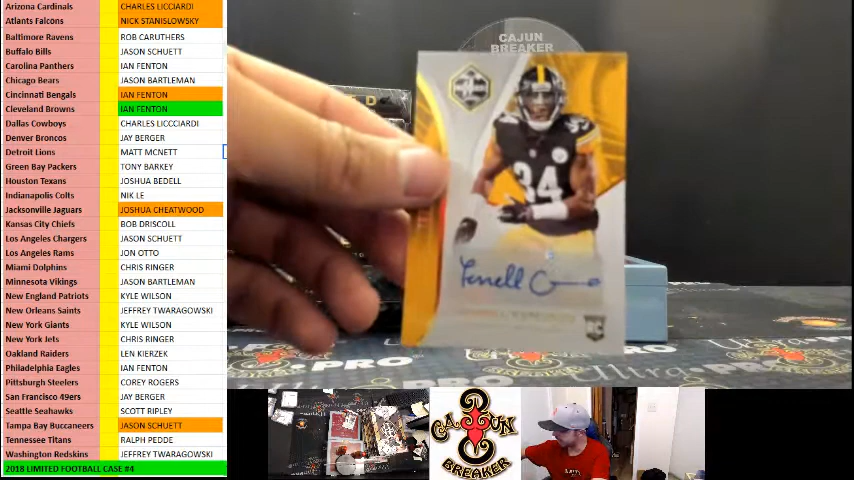 Arizona Cardinals CHARLES LICCIARDI
Atlants Falcons NICK STANISLOWSKY
Baltimore Ravens ROB CARUTHERS
Buffalo Bills JASON SCHUETT
Carolina Panthers IAN FENTON
Chicago Bears JASON BARTLEMAN
Cincinnati Bengals IAN FENTON
Cleveland Browns IAN FENTON
Dallas Cowboys CHARLES LICCCIARDI
Denver Broncos JAY BERGER
Detroit Lions MATT MCNETT
Green Bay Packers TONY BARKEY
Houston Texans JOSHUA BEDELL
Indianapolis Colts NIK LE
Jacksonville Jaguars JOSHUA CHEATWOOD
Kansas City Chiefs BOB DRISCOLL
Los Angeles Chargers JASON SCHUETT
Los Angeles Rams JON OTTO
Miami Dolphins CHRIS RINGER
Minnesota Vikings JASON BARTLEMAN
New England Patriots KYLE WILSON
New Orleans Saints JEFFREY TWARAGOWSKI
New York Giants KYLE WILSON
New York Jets CHRIS RINGER
Oakland Raiders LEN KIERZEK
Philadelphia Eagles IAN FENTON
Pittsburgh Steelers COREY ROGERS
San Francisco 49ers JAY BERGER
Seattle Seahawks SCOTT RIPLEY
Tampa Bay Buccaneers JASON SCHUETT
Tennessee Titans RALPH PEDDE
Washington Redskins JEFFREY TWARAGOWSKI
2018 LIMITED FOOTBALL CASE #4
CAJUN
BREAKER
34
Terrell
RC
Ultra PRO
CAJUN
BREAKER